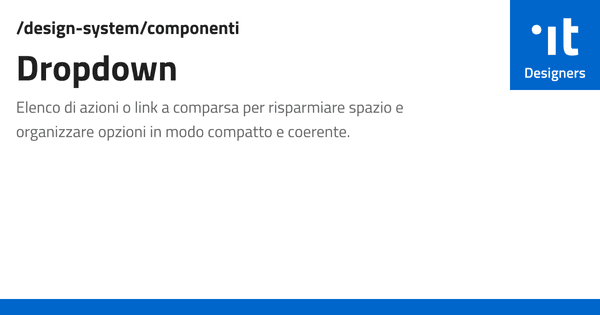 /design-system/componenti
Dropdown
Elenco di azioni o link a comparsa per risparmiare spazio e
organizzare opzioni in modo compatto e coerente.
it
Designers